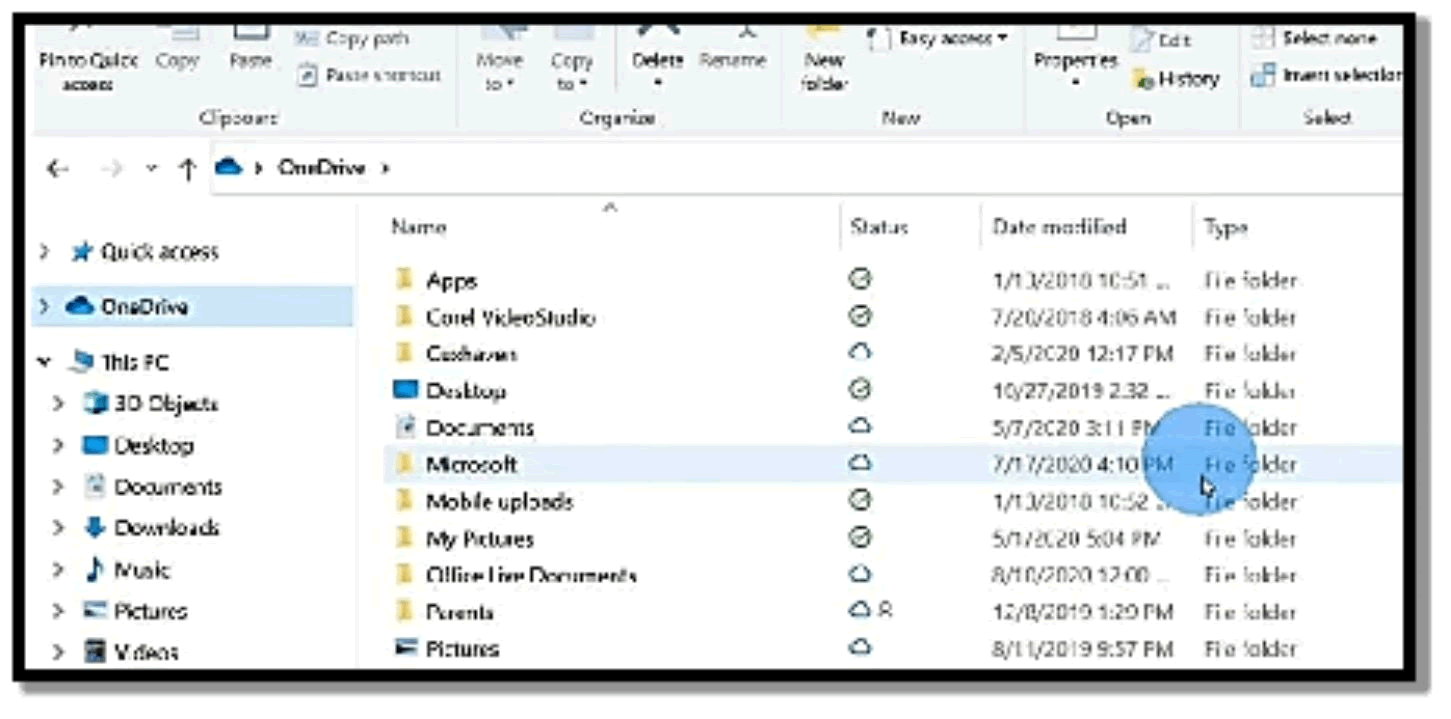 Copy path
Easy access
Edit
Select none
Pin to Quick access
Copy
Paste
Paste shortcut
Move to
Copy to
Delete
Rename
New folder
Properties
History
Invert selection
Clipboard
Organize
New
Open
Select
OneDrive
Name Status Date modified Type
Quick access
OneDrive
This PC
3D Objects
Desktop
Documents
Downloads
Music
Pictures
Videos
Apps 1/13/2018 10:51 ... File folder
Corel VideoStudio 7/20/2018 4:06 AM File folder
Cuxhaven 2/5/2020 12:17 PM File folder
Desktop 10/27/2019 2:32 ... File folder
Documents 5/7/2020 3:11 PM File folder
Microsoft 7/17/2020 4:10 PM File folder
Mobile uploads 1/13/2018 10:52 ... File folder
My Pictures 5/1/2020 5:04 PM File folder
Office Live Documents 8/10/2020 12:00 ... File folder
Parents 12/8/2019 1:29 PM File folder
Pictures 8/11/2019 9:57 PM File folder